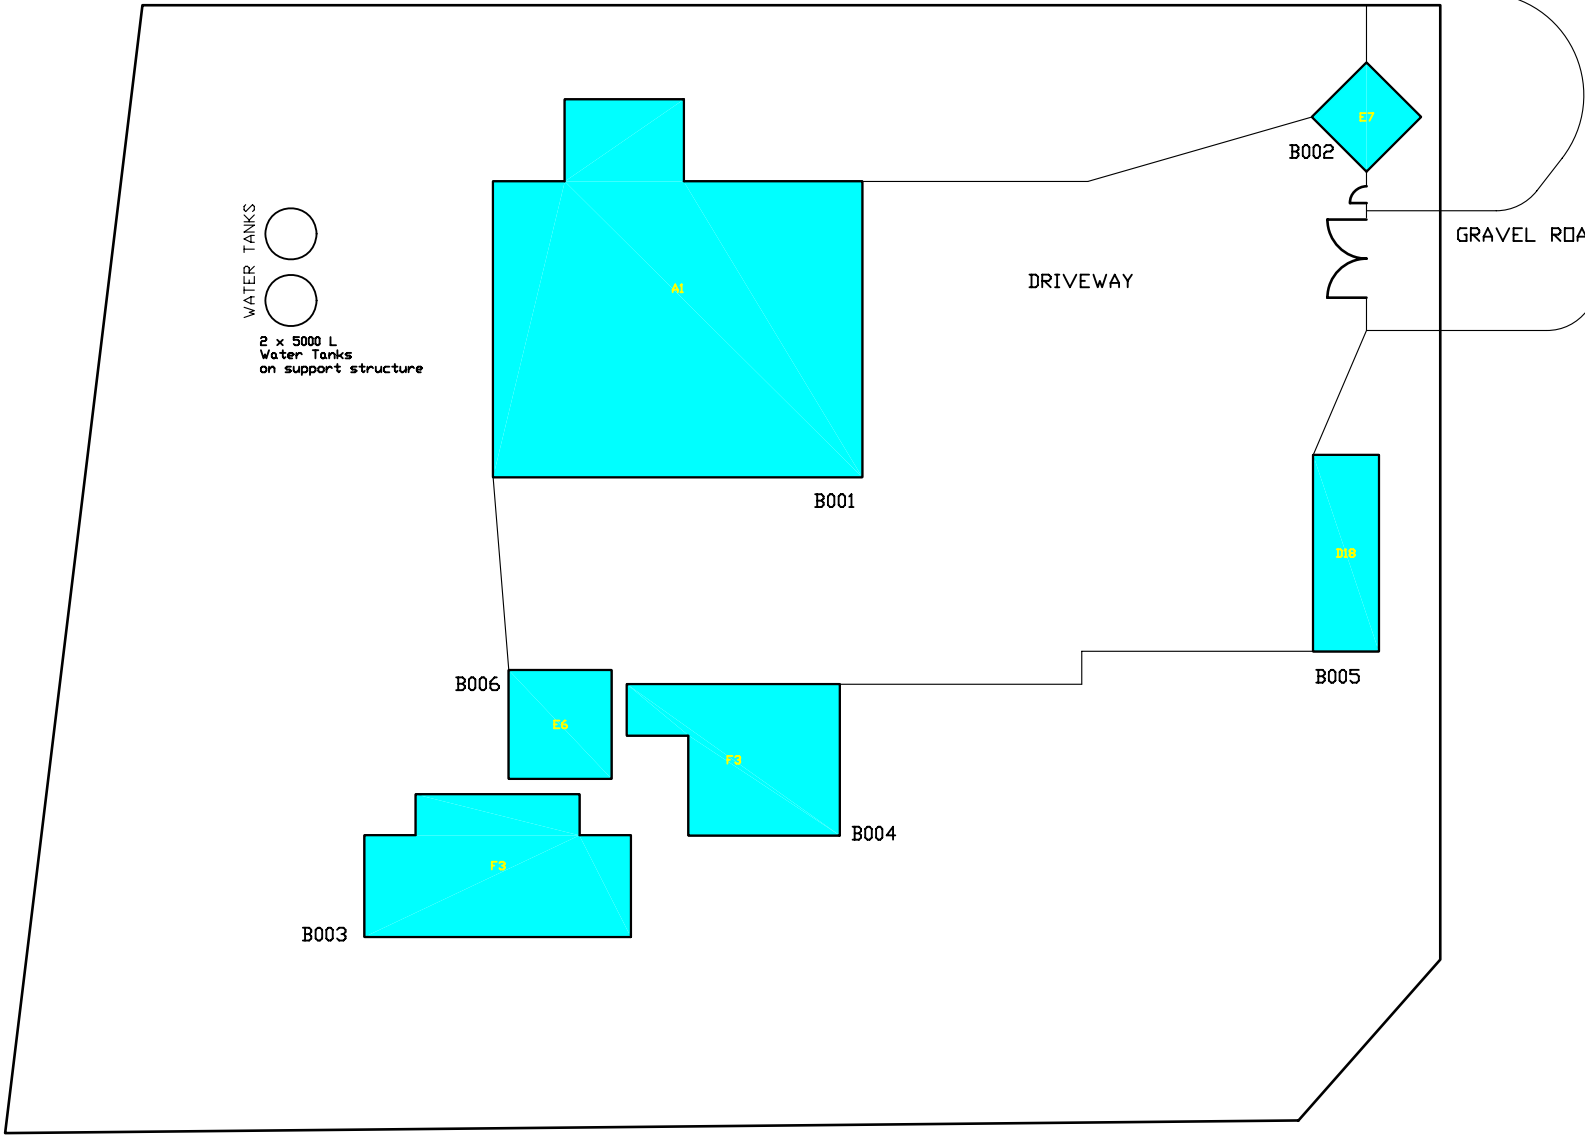 E7
B002
WATER TANKS
GRAVEL ROA
DRIVEWAY
A1
2 x 5000 L
Water Tanks
on support structure
B001
D18
B005
B006
E6
F3
B004
F3
B003